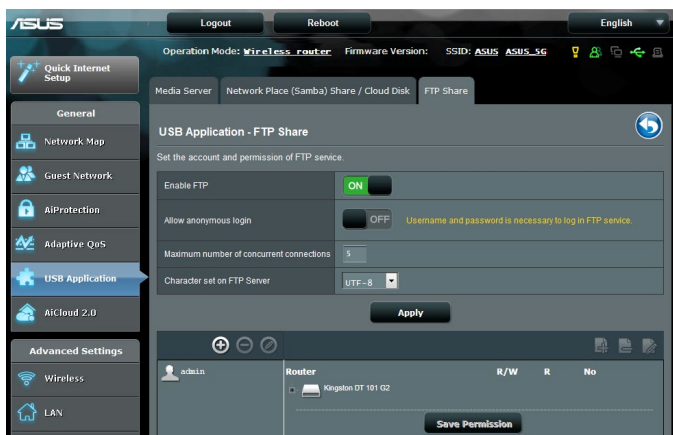 ASUS
Logout
Reboot
English
Operation Mode: Wireless router Firmware Version: SSID: ASUS ASUS_5G
Quick Internet
Setup
Media Server
Network Place (Samba) Share / Cloud Disk
FTP Share
General
Network Map
Guest Network
AiProtection
Adaptive QoS
USB Application
AiCloud 2.0
Advanced Settings
Wireless
LAN
USB Application - FTP Share
Set the account and permission of FTP service.
Enable FTP
ON
Allow anonymous login
OFF
Username and password is necessary to log in FTP service.
Maximum number of concurrent connections
5
Character set on FTP Server
UTF-8
Apply
admin
Router R/W R No
Kingston DT 101 G2
Save Permission